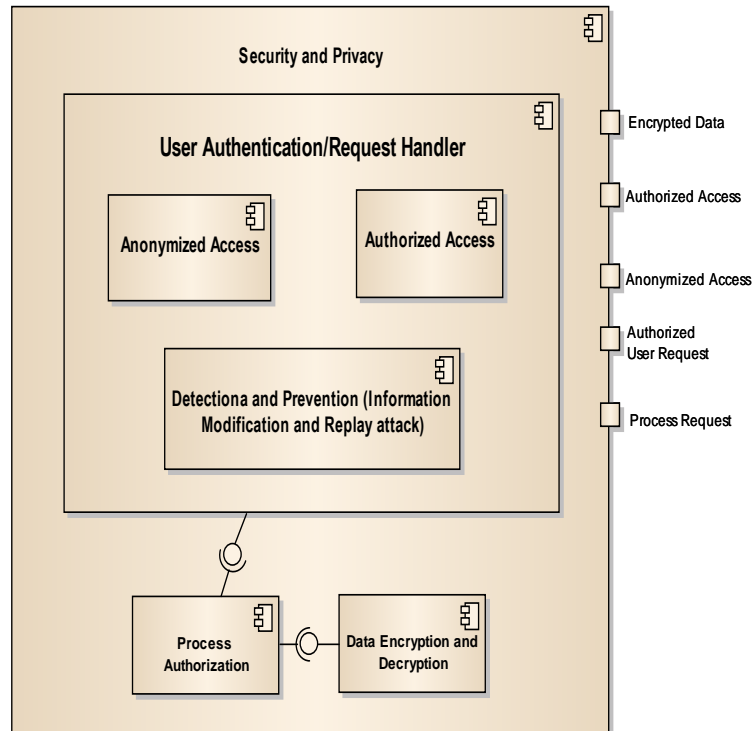 Security and Privacy
User Authentication/Request Handler
Anonymized Access
Authorized Access
Detectiona and Prevention (Information
Modification and Replay attack)
Process
Authorization
Data Encryption and
Decryption
Encrypted Data
Authorized Access
Anonymized Access
Authorized
User Request
Process Request